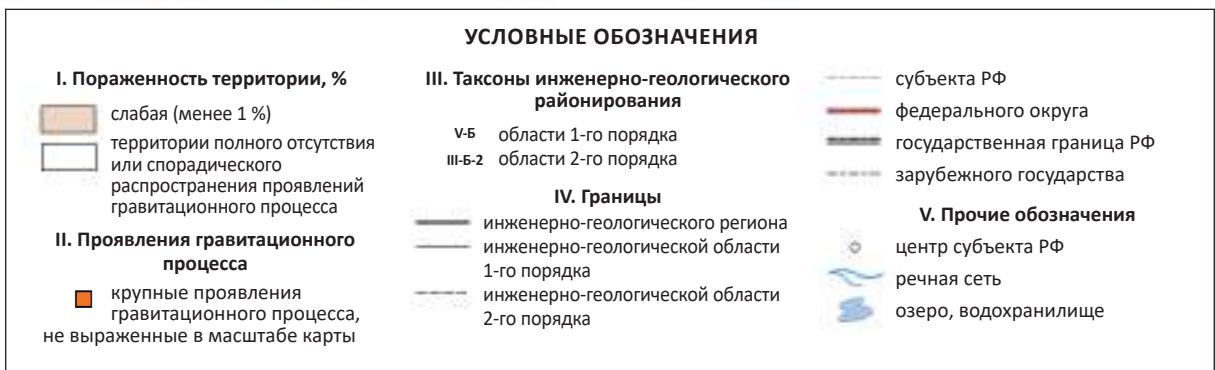 УСЛОВНЫЕ ОБОЗНАЧЕНИЯ
I. Пораженность территории, %
слабая (менее 1 %)
территории полного отсутствия
или спорадического
распространения проявлений
гравитационного процесса
II. Проявления гравитационного
процесса
крупные проявления
гравитационного процесса,
не выраженные в масштабе карты
III. Таксоны инженерно-геологического
районирования
V-Б области 1-го порядка
III-Б-2 области 2-го порядка
IV. Границы
инженерно-геологического региона
инженерно-геологической области
1-го порядка
инженерно-геологической области
2-го порядка
субъекта РФ
федерального округа
государственная граница РФ
зарубежного государства
V. Прочие обозначения
центр субъекта РФ
речная сеть
озеро, водохранилище